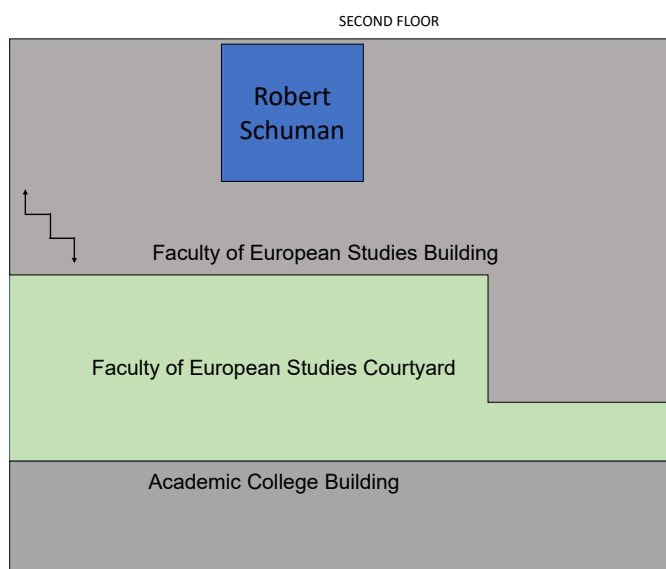 SECOND FLOOR
Robert
Schuman
Faculty of European Studies Building
Faculty of European Studies Courtyard
Academic College Building